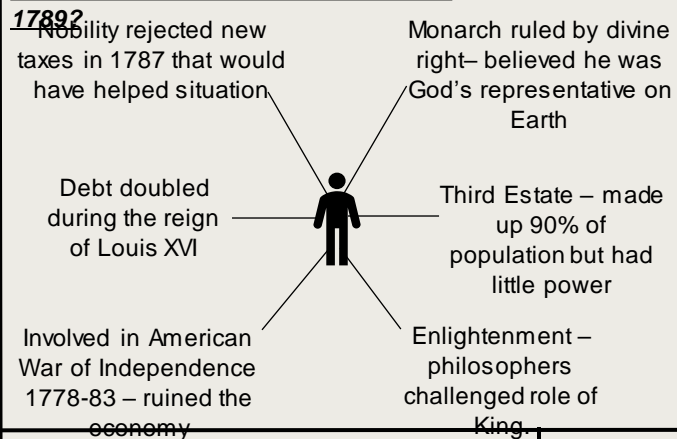 1789?
Nobility rejected new
taxes in 1787 that would
have helped situation
Monarch ruled by divine
right– believed he was
God's representative on
Earth
Debt doubled
during the reign
of Louis XVI
Third Estate – made
up 90% of
population but had
little power
Involved in American
War of Independence
1778-83 – ruined the
economy
Enlightenment –
philosophers
challenged role of
King.